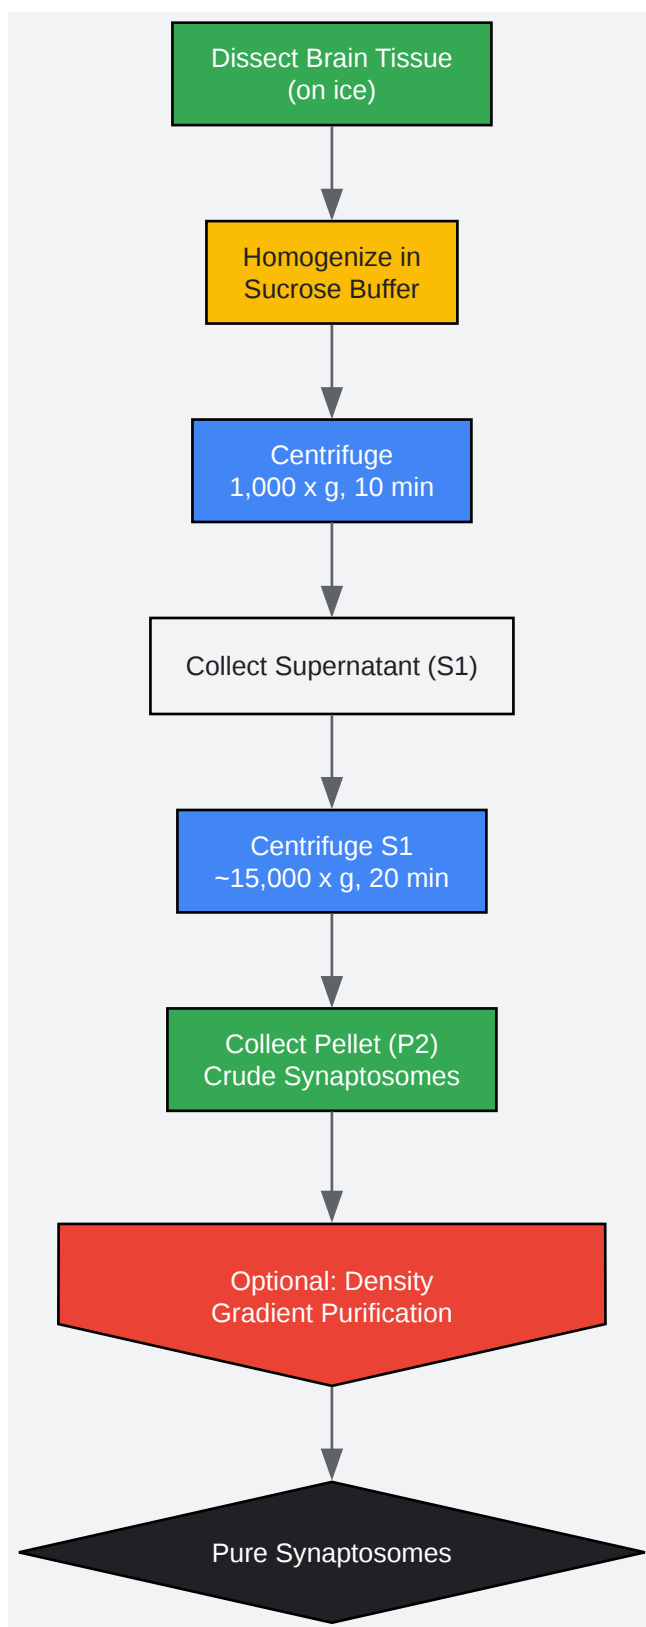 Dissect Brain Tissue
(on ice)
Homogenize in
Sucrose Buffer
Centrifuge
1,000 x g, 10 min
Collect Supernatant (S1)
Centrifuge S1
~15,000 x g, 20 min
Collect Pellet (P2)
Crude Synaptosomes
Optional: Density
Gradient Purification
Pure Synaptosomes